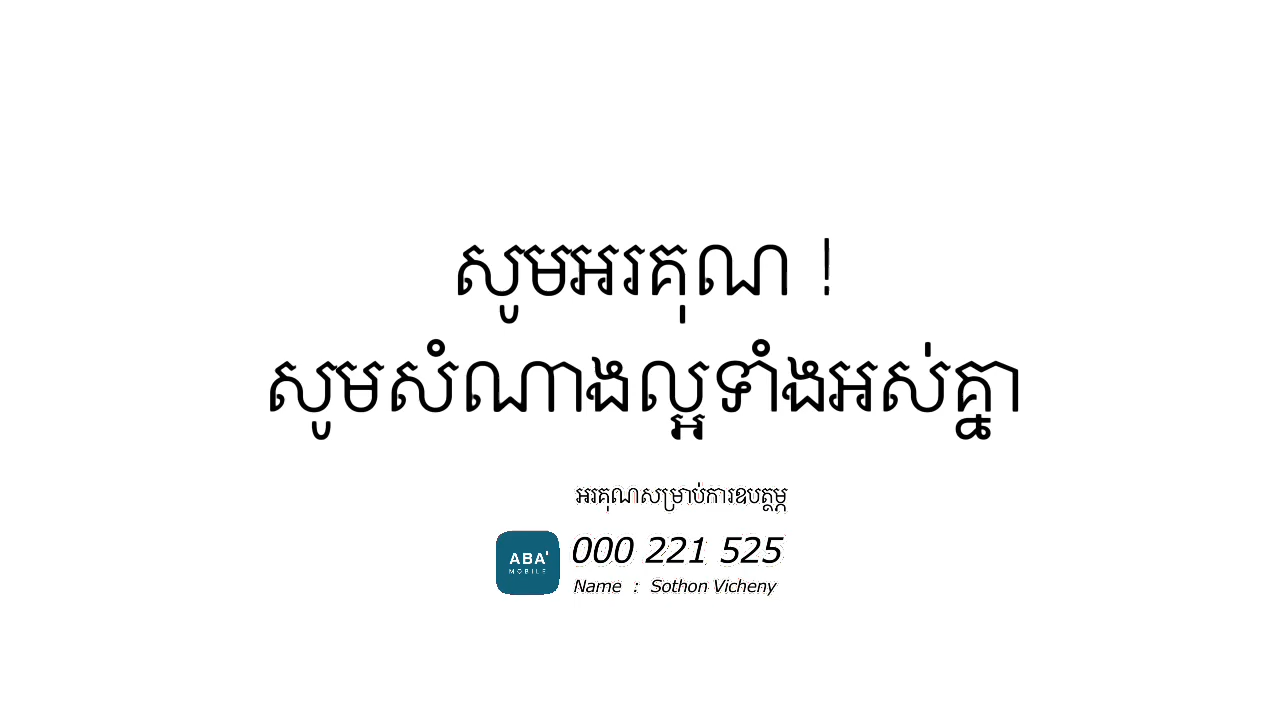 សូមអរគុណ !
សូមសំណាងល្អទាំងអស់គ្នា
អរគុណសម្រាប់ការឧបត្ថម្ភ
ABA'
MOBILE
000 221 525
Name : Sothon Vicheny